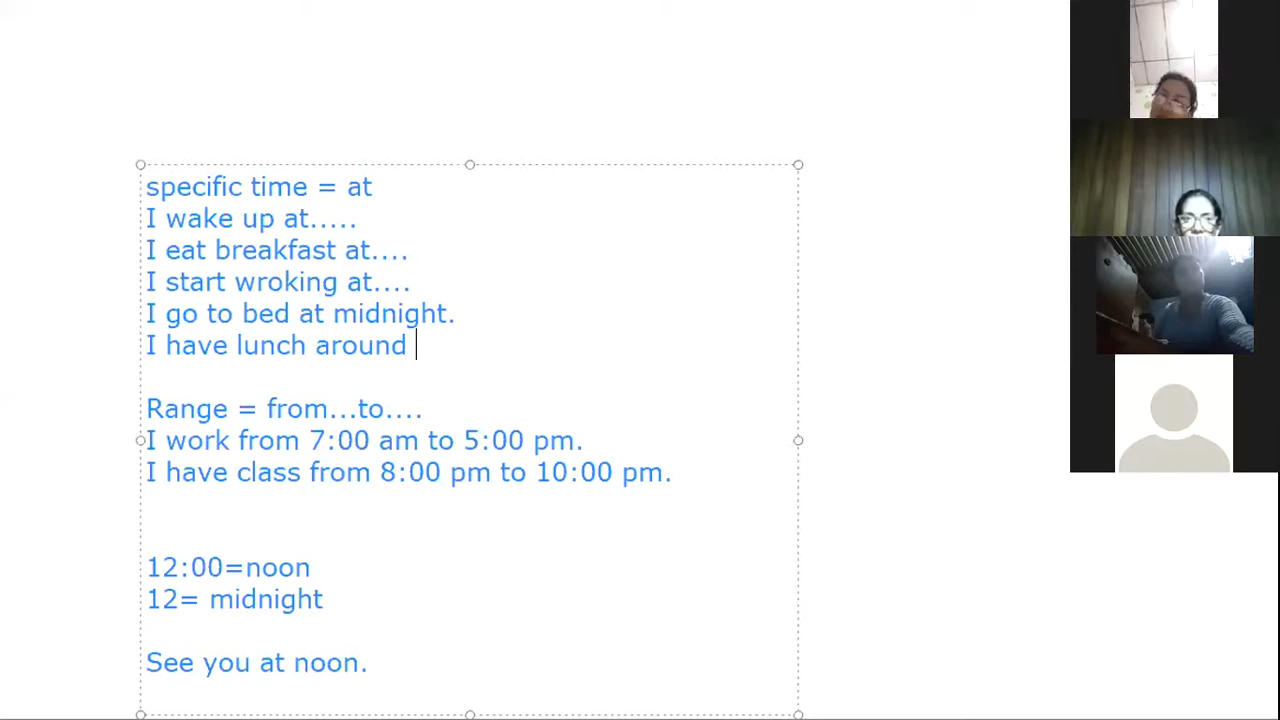 specific time = at
I wake up at.....
I eat breakfast at....
I start wroking at....
I go to bed at midnight.
I have lunch around
Range = from...to....
I work from 7:00 am to 5:00 pm.
I have class from 8:00 pm to 10:00 pm.
12:00=noon
12= midnight
See you at noon.